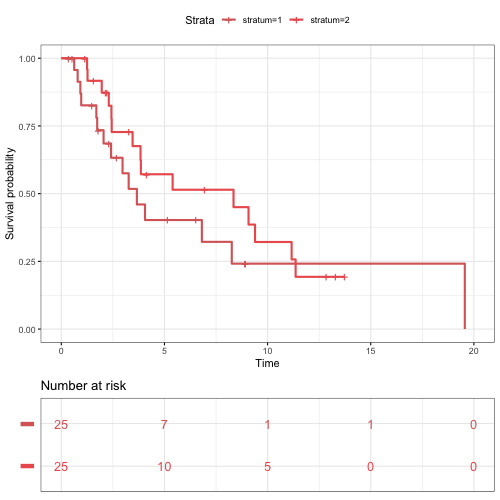 Strata stratum=1 stratum=2
Survival probability
1.00
0.75
0.50
0.25
0.00
0 5 10 15 20
Time
Number at risk
25 7 1 1 0
25 10 5 0 0